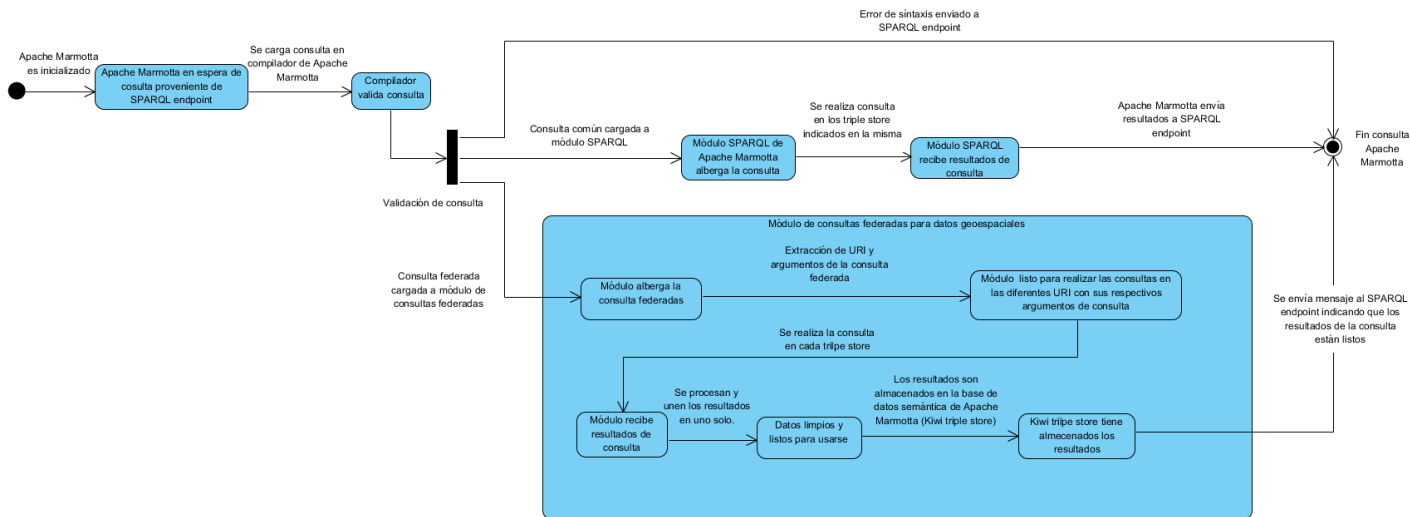 Apache Marmotta
es inicializado
Apache Marmotta en espera de
cosulta proveniente de
SPARQL endpoint
Se carga consulta en
compilador de Apache
Marmotta
Compilador
valida consulta
Validación de consulta
Error de síntaxis enviado a
SPARQL endpoint
Consulta común cargada a
módulo SPARQL
Módulo SPARQL de
Apache Marmotta
alberga la consulta
Se realiza consulta
en los triple store
indicados en la misma
Módulo SPARQL
recibe resultados de
consulta
Apache Marmotta envía
resultados a SPARQL
endpoint
Fin consulta
Apache
Marmotta
Consulta federada
cargada a módulo de
consultas federadas
Módulo de consultas federadas para datos geoespaciales
Módulo alberga la
consulta federadas
Extracción de URI y
argumentos de la consulta
federada
Módulo listo para realizar las consultas en
las diferentes URI con sus respectivos
argumentos de consulta
Se realiza la consulta
en cada trilpe store
Módulo recibe
resultados de
consulta
Se procesan y
unen los resultados
en uno solo.
Datos limpios y
listos para usarse
Los resultados son
almacenados en la base de
datos semántica de Apache
Marmotta (Kiwi triple store)
Kiwi trilpe store tiene
almecenados los
resultados
Se envía mensaje al SPARQL
endpoint indicando que los
resultados de la consulta
están listos